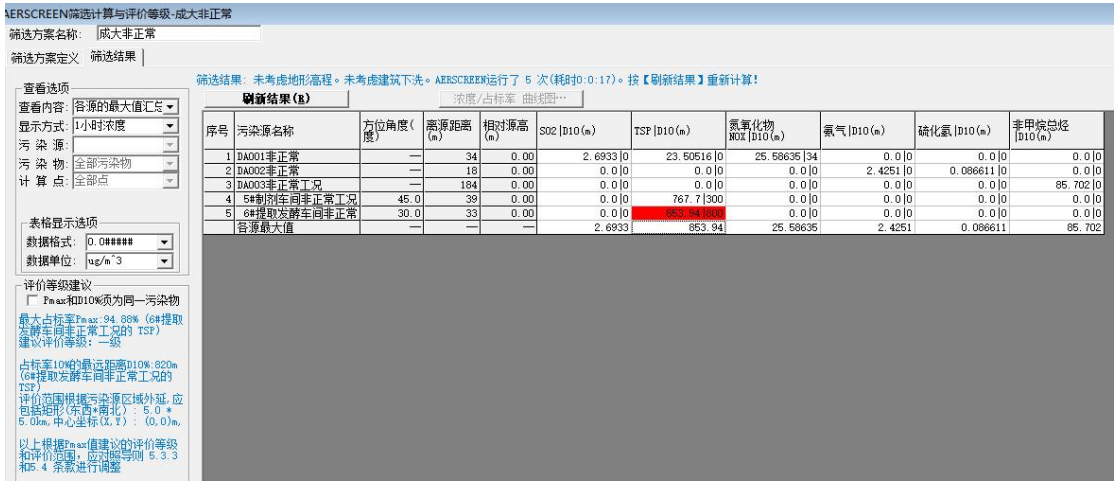 AERSCREEN筛选计算与评价等级-成大非正常
筛选方案名称: 成大非正常
筛选方案定义 筛选结果
查看选项
查看内容: 各源的最大值汇总
显示方式: 1小时浓度
污 染 源:
污 染 物: 全部污染物
计 算 点: 全部点
表格显示选项
数据格式: 0.0#####
数据单位: ug/m^3
评价等级建议
Pmax和D10%须为同一污染物
最大占标率Pmax:94.88% (6#提取
发酵车间非正常工况的 TSP)
建议评价等级: 一级
占标率10%的最远距离D10%:820m
(6#提取发酵车间非正常工况的
TSP)
评价范围根据污染源区域外延,应
包括矩形(东西*南北): 5.0 *
5.0km,中心坐标(X,Y): (0,0)m,
以上根据Pmax值建议的评价等级
和评价范围,应对照导则 5.3.3
和5.4 条款进行调整
筛选结果: 未考虑地形高程。未考虑建筑下洗。AERSCREEN运行了 5 次(耗时0:0:17)。按【刷新结果】重新计算!
刷新结果(R) 浓度/占标率 曲线图…
序号 污染源名称 方位角度(度) 离源距离(m) 相对源高(m) SO2|D10(m) TSP|D10(m) 氮氧化物NOX|D10(m) 氨气|D10(m) 硫化氢|D10(m) 非甲烷总烃|D10(m)
1 DA001非正常 — 34 0.00 2.6933|0 23.50516|0 25.58635|34 0.0|0 0.0|0 0.0|0
2 DA002非正常 — 18 0.00 0.0|0 0.0|0 0.0|0 2.4251|0 0.086611|0 0.0|0
3 DA003非正常工况 — 184 0.00 0.0|0 0.0|0 0.0|0 0.0|0 0.0|0 85.702|0
4 5#制剂车间非正常工况 45.0 39 0.00 0.0|0 767.7|300 0.0|0 0.0|0 0.0|0 0.0|0
5 6#提取发酵车间非正常 30.0 33 0.00 0.0|0 853.94|800 0.0|0 0.0|0 0.0|0 0.0|0
各源最大值 — — — 2.6933 853.94 25.58635 2.4251 0.086611 85.702